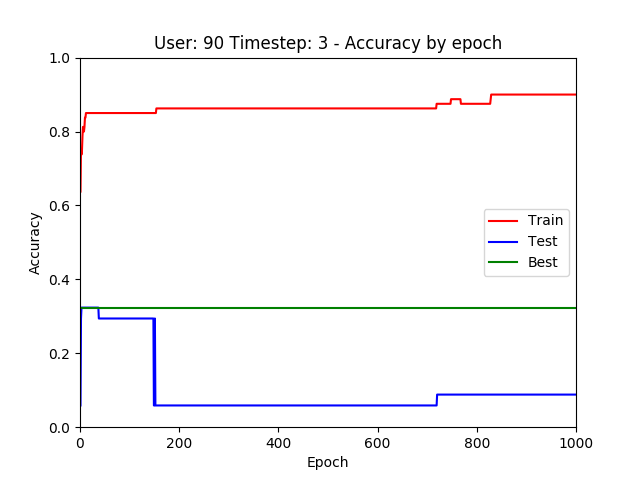 User: 90 Timestep: 3 - Accuracy by epoch
1.0
0.8
0.6
0.4
0.2
0.0
Accuracy
Train
Test
Best
0 200 400 600 800 1000
Epoch